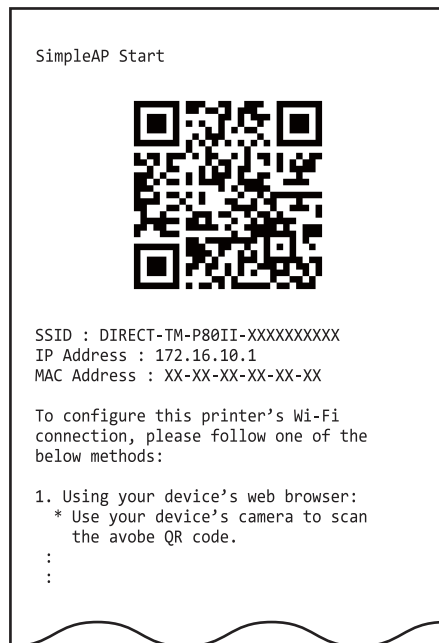 SimpleAP Start
SSID : DIRECT-TM-P80II-XXXXXXXXXX
IP Address : 172.16.10.1
MAC Address : XX-XX-XX-XX-XX-XX
To configure this printer's Wi-Fi
connection, please follow one of the
below methods:
1. Using your device's web browser:
* Use your device's camera to scan
the avobe QR code.
:
: